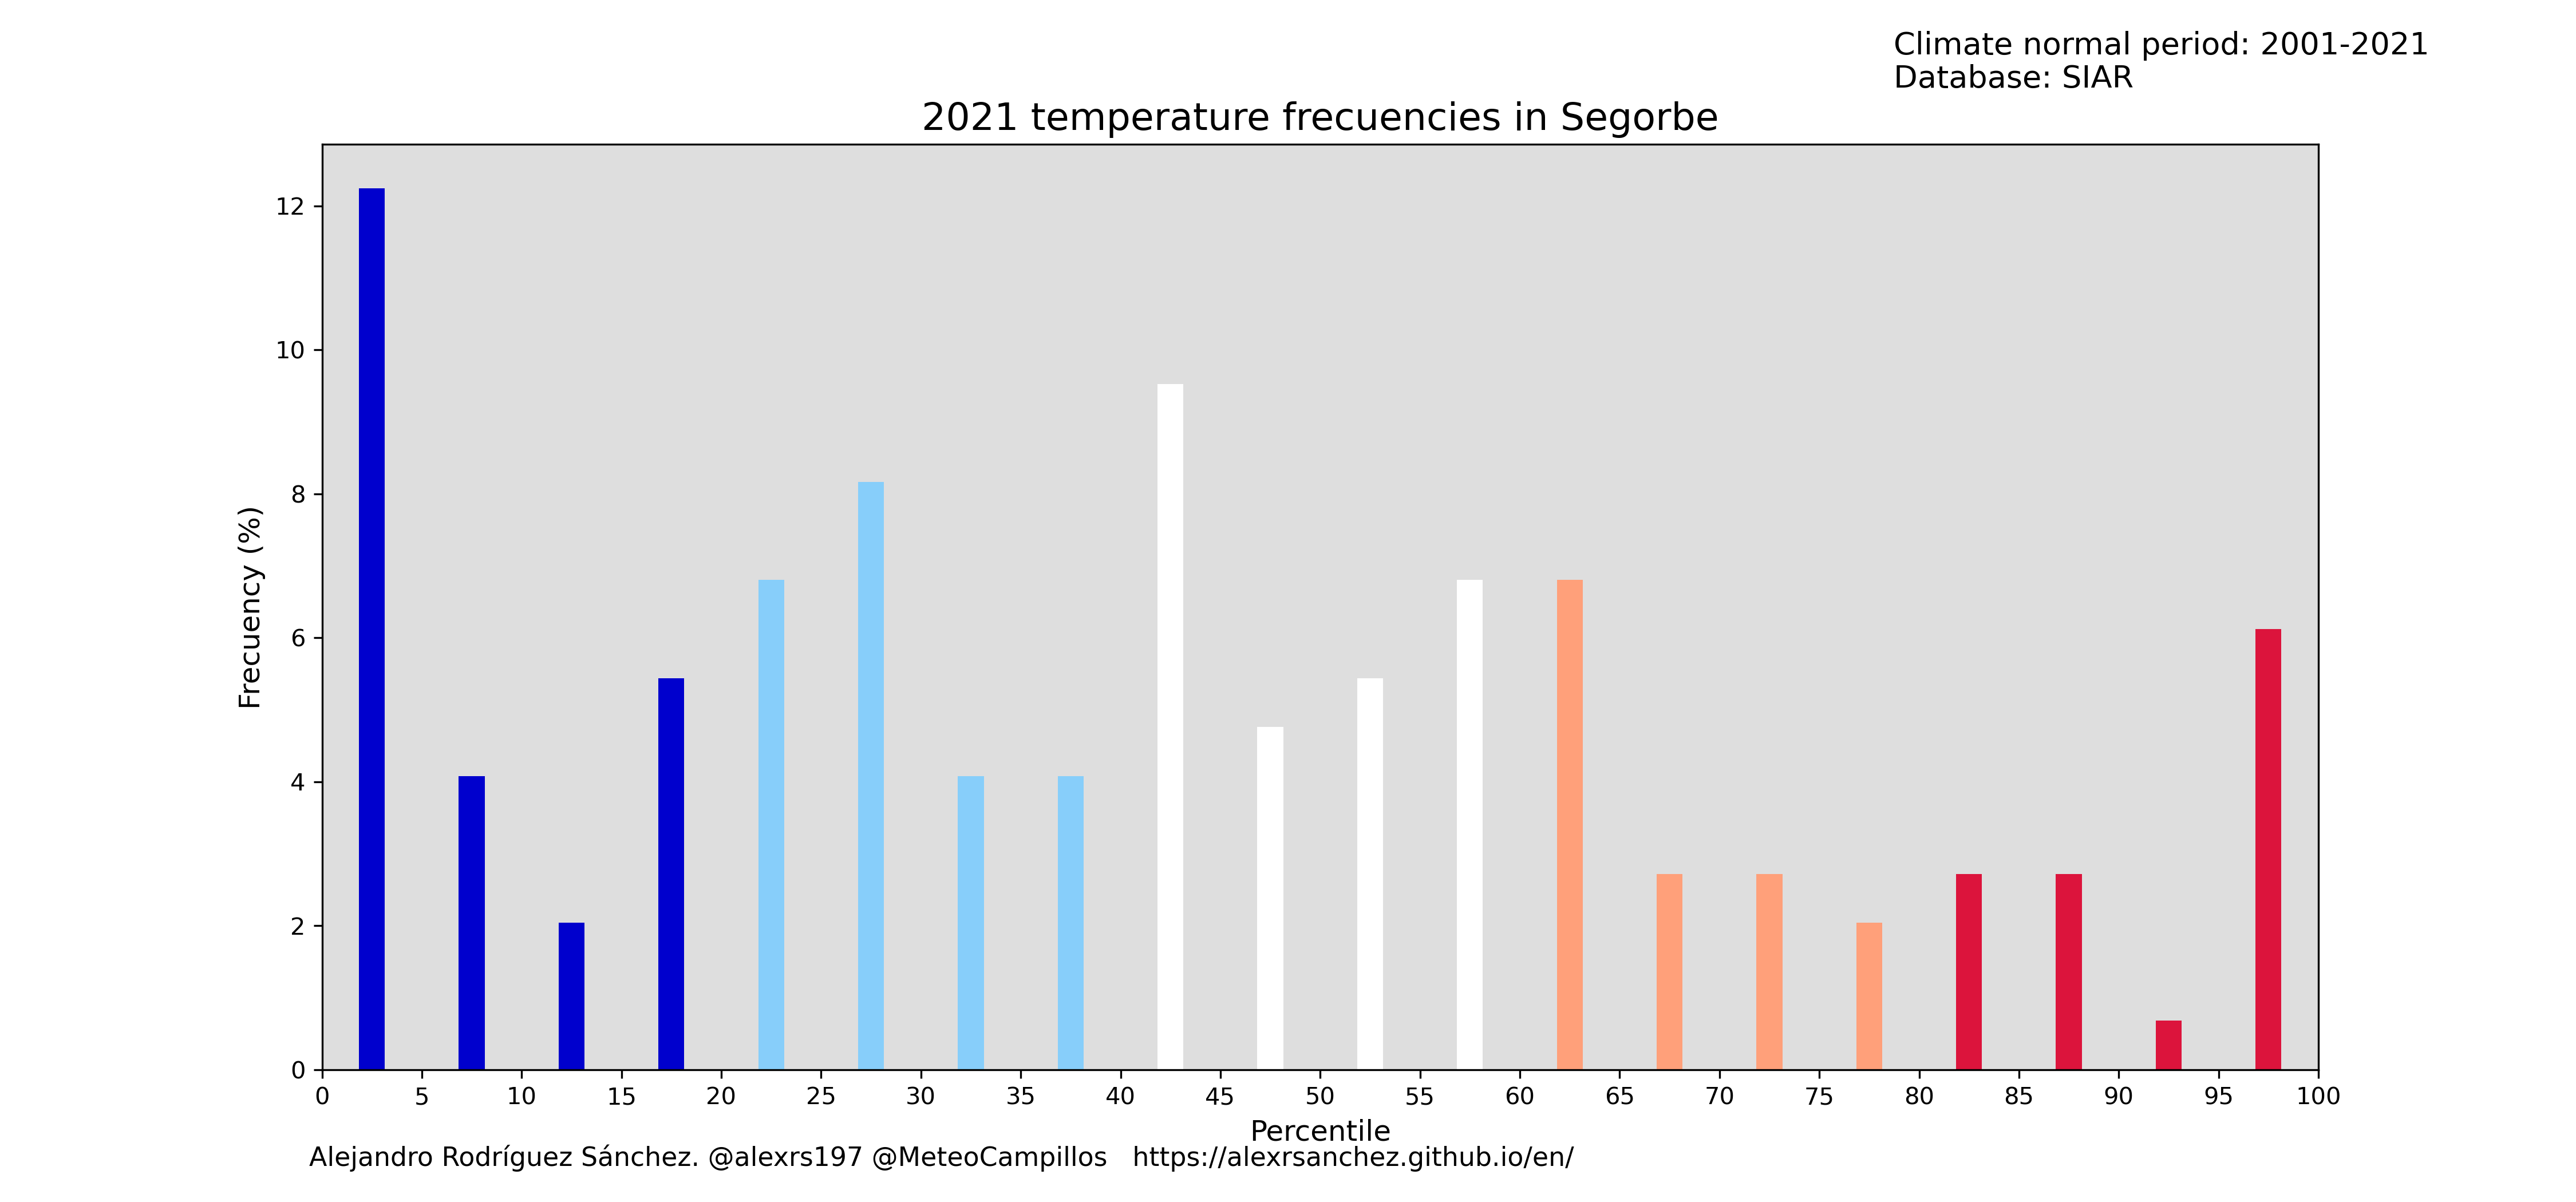 Climate normal period: 2001-2021
Database: SIAR
2021 temperature frecuencies in Segorbe
12
10
8
6
4
2
0
Frecuency (%)
0 5 10 15 20 25 30 35 40 45 50 55 60 65 70 75 80 85 90 95 100
Percentile
Alejandro Rodríguez Sánchez. @alexrs197 @MeteoCampillos https://alexrsanchez.github.io/en/